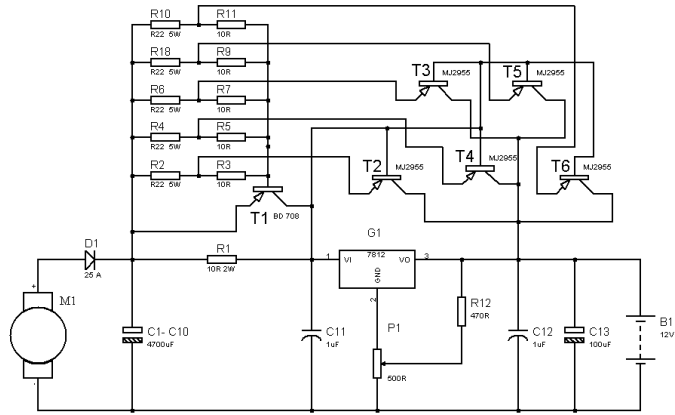 R10
R11
R22 5W
10R
R18
R9
R22 5W
10R
T3
MJ2955
T5
MJ2955
R6
R7
R22 5W
10R
R4
R5
R22 5W
10R
R2
R3
R22 5W
10R
T2
MJ2955
T4
MJ2955
T6
MJ2955
T1
BD 708
D1
25 A
R1
10R 2W
G1
7812
1
VI
VO
3
GND
2
+
M1
-
C1- C10
4700uF
C11
1uF
P1
500R
R12
470R
C12
1uF
C13
100uF
B1
12V